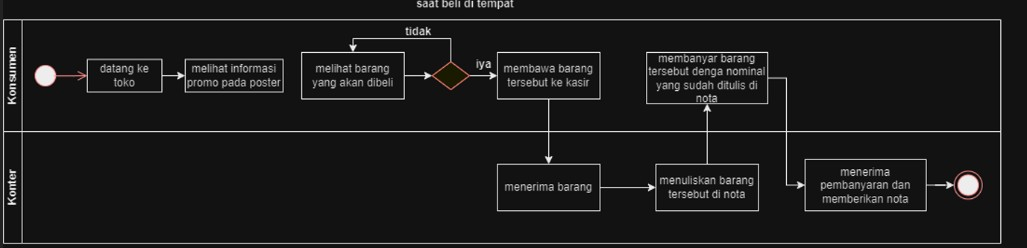 saat beli di tempat
Konsumen
datang ke
toko
melihat informasi
promo pada poster
melihat barang
yang akan dibeli
tidak
iya
membawa barang
tersebut ke kasir
membanyar barang
tersebut denga nominal
yang sudah ditulis di
nota
Konter
menerima barang
menuliskan barang
tersebut di nota
menerima
pembanyaran dan
memberikan nota